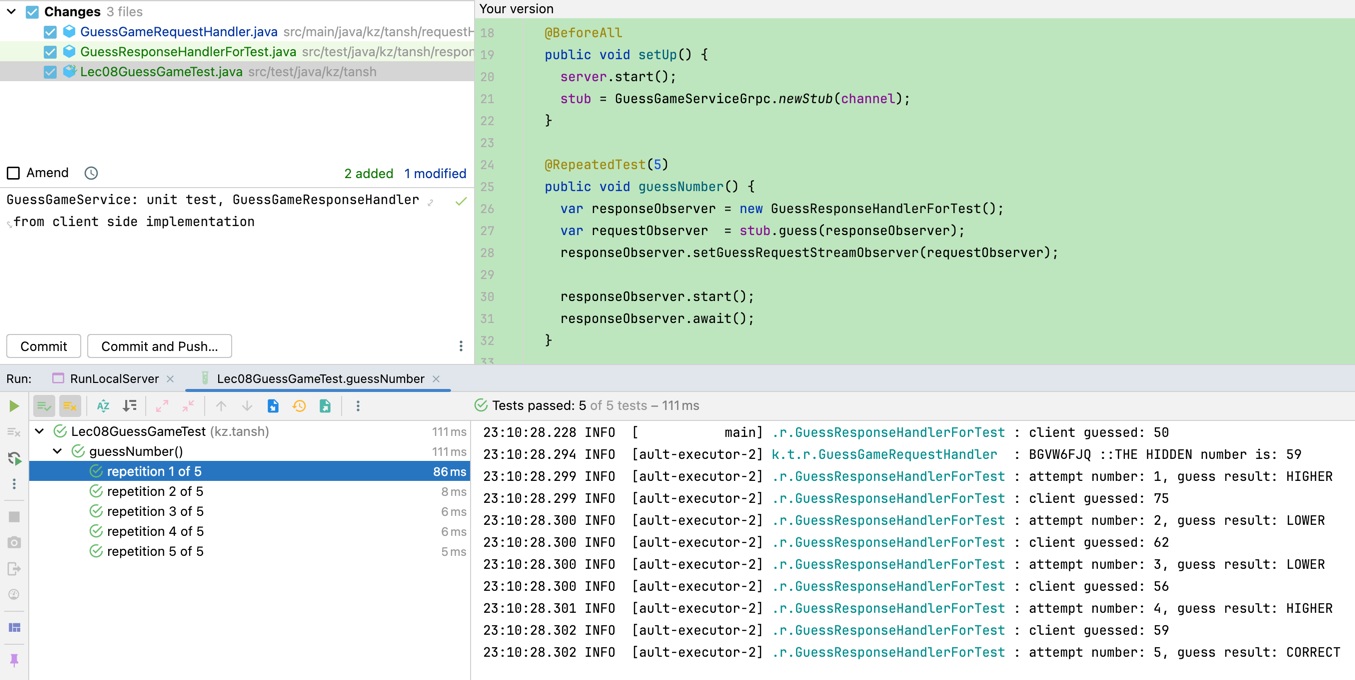 Changes 3 files
GuessGameRequestHandler.java src/main/java/kz/tansh/requestH
GuessResponseHandlerForTest.java src/test/java/kz/tansh/respon
Lec08GuessGameTest.java src/test/java/kz/tansh
Amend
2 added 1 modified
GuessGameService: unit test, GuessGameResponseHandler
from client side implementation
Commit
Commit and Push...
Your version
18 @BeforeAll
19 public void setUp() {
20 server.start();
21 stub = GuessGameServiceGrpc.newStub(channel);
22 }
23
24 @RepeatedTest(5)
25 public void guessNumber() {
26 var responseObserver = new GuessResponseHandlerForTest();
27 var requestObserver  = stub.guess(responseObserver);
28 responseObserver.setGuessRequestStreamObserver(requestObserver);
29
30 responseObserver.start();
31 responseObserver.await();
32 }
33
Run: RunLocalServer Lec08GuessGameTest.guessNumber
Tests passed: 5 of 5 tests – 111 ms
Lec08GuessGameTest (kz.tansh) 111 ms
guessNumber() 111 ms
repetition 1 of 5 86 ms
repetition 2 of 5 8 ms
repetition 3 of 5 6 ms
repetition 4 of 5 6 ms
repetition 5 of 5 5 ms
23:10:28.228 INFO [           main] .r.GuessResponseHandlerForTest : client guessed: 50
23:10:28.294 INFO [ault-executor-2] k.t.r.GuessGameRequestHandler  : BGVW6FJQ ::THE HIDDEN number is: 59
23:10:28.299 INFO [ault-executor-2] .r.GuessResponseHandlerForTest : attempt number: 1, guess result: HIGHER
23:10:28.299 INFO [ault-executor-2] .r.GuessResponseHandlerForTest : client guessed: 75
23:10:28.300 INFO [ault-executor-2] .r.GuessResponseHandlerForTest : attempt number: 2, guess result: LOWER
23:10:28.300 INFO [ault-executor-2] .r.GuessResponseHandlerForTest : client guessed: 62
23:10:28.300 INFO [ault-executor-2] .r.GuessResponseHandlerForTest : attempt number: 3, guess result: LOWER
23:10:28.300 INFO [ault-executor-2] .r.GuessResponseHandlerForTest : client guessed: 56
23:10:28.301 INFO [ault-executor-2] .r.GuessResponseHandlerForTest : attempt number: 4, guess result: HIGHER
23:10:28.302 INFO [ault-executor-2] .r.GuessResponseHandlerForTest : client guessed: 59
23:10:28.302 INFO [ault-executor-2] .r.GuessResponseHandlerForTest : attempt number: 5, guess result: CORRECT